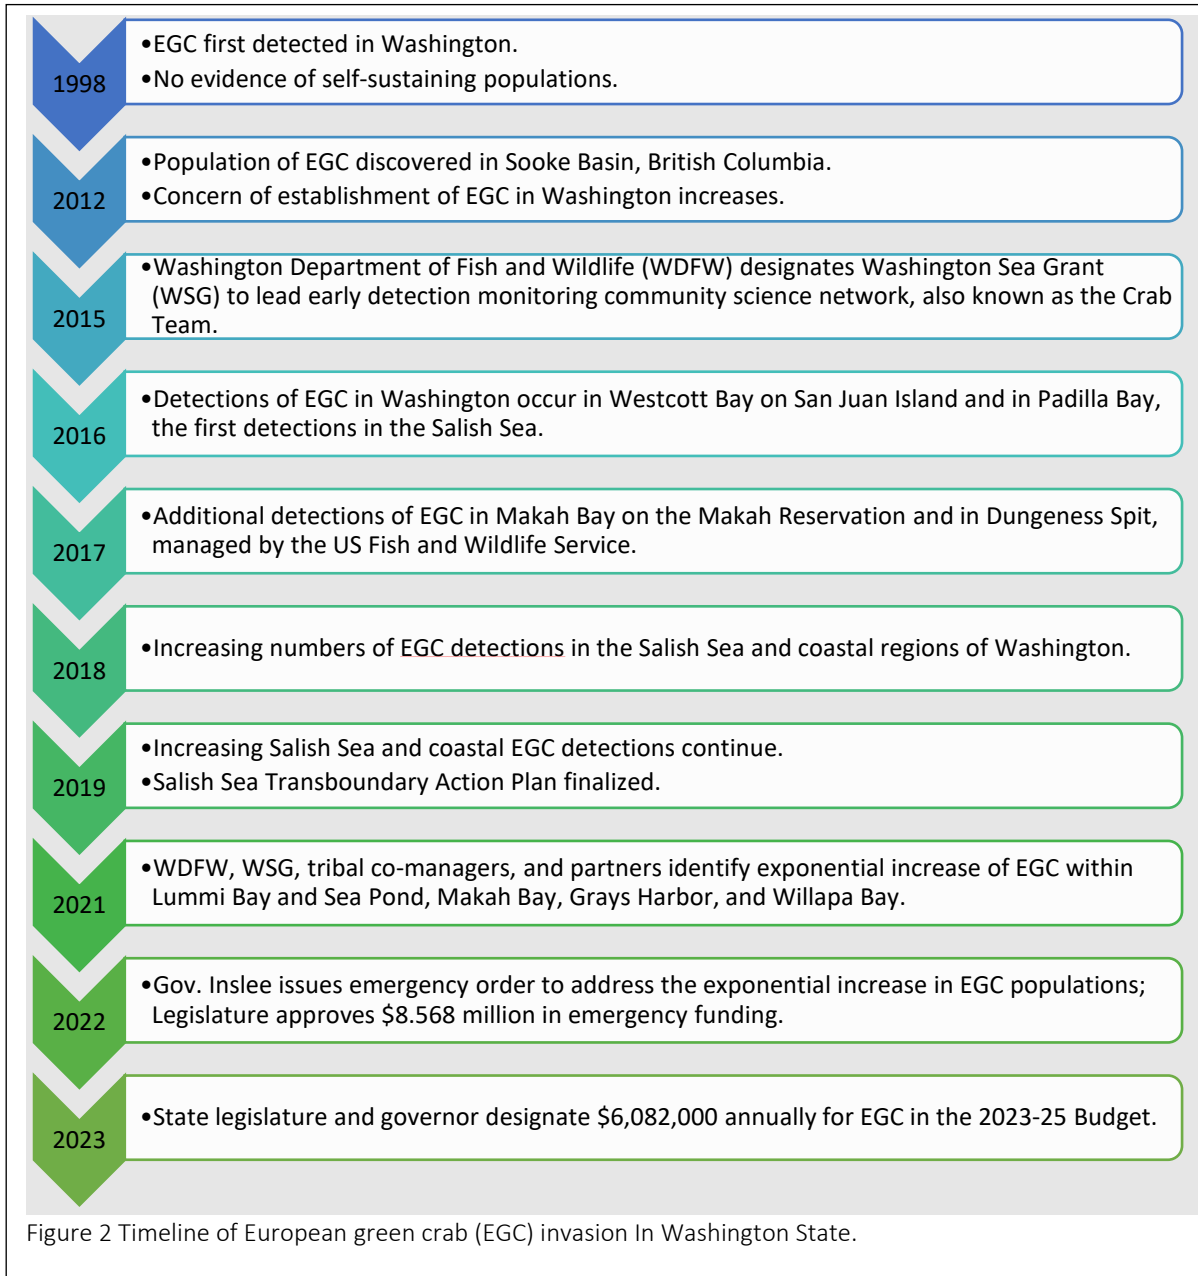 1998
•EGC first detected in Washington.
•No evidence of self-sustaining populations.
2012
•Population of EGC discovered in Sooke Basin, British Columbia.
•Concern of establishment of EGC in Washington increases.
2015
•Washington Department of Fish and Wildlife (WDFW) designates Washington Sea Grant
(WSG) to lead early detection monitoring community science network, also known as the Crab
Team.
2016
•Detections of EGC in Washington occur in Westcott Bay on San Juan Island and in Padilla Bay,
the first detections in the Salish Sea.
2017
•Additional detections of EGC in Makah Bay on the Makah Reservation and in Dungeness Spit,
managed by the US Fish and Wildlife Service.
2018
•Increasing numbers of EGC detections in the Salish Sea and coastal regions of Washington.
2019
•Increasing Salish Sea and coastal EGC detections continue.
•Salish Sea Transboundary Action Plan finalized.
2021
•WDFW, WSG, tribal co-managers, and partners identify exponential increase of EGC within
Lummi Bay and Sea Pond, Makah Bay, Grays Harbor, and Willapa Bay.
2022
•Gov. Inslee issues emergency order to address the exponential increase in EGC populations;
Legislature approves $8.568 million in emergency funding.
2023
•State legislature and governor designate $6,082,000 annually for EGC in the 2023-25 Budget.
Figure 2 Timeline of European green crab (EGC) invasion In Washington State.